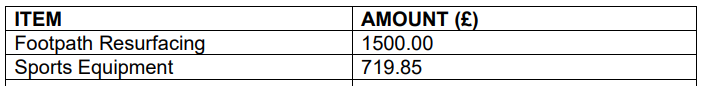 ITEM AMOUNT (£)
Footpath Resurfacing 1500.00
Sports Equipment 719.85